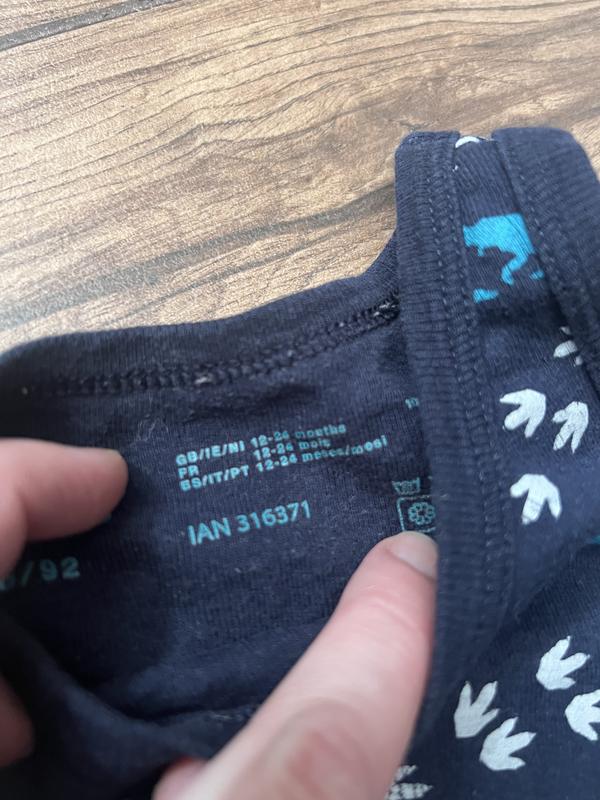 GB/IE/NI 12-24 months
FR 12-24 mois
ES/IT/PT 12-24 meses/mesi
IAN 316371
/92